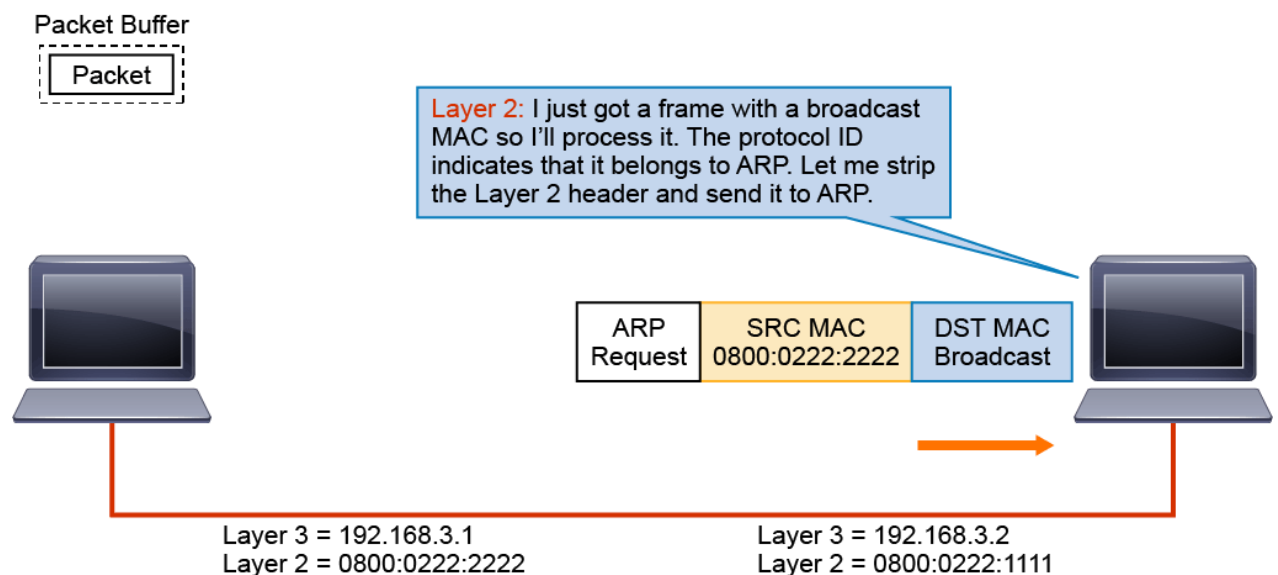 Packet Buffer
Packet
Layer 2: I just got a frame with a broadcast
MAC so I’ll process it. The protocol ID
indicates that it belongs to ARP. Let me strip
the Layer 2 header and send it to ARP.
ARP
Request
SRC MAC
0800:0222:2222
DST MAC
Broadcast
Layer 3 = 192.168.3.1
Layer 2 = 0800:0222:2222
Layer 3 = 192.168.3.2
Layer 2 = 0800:0222:1111